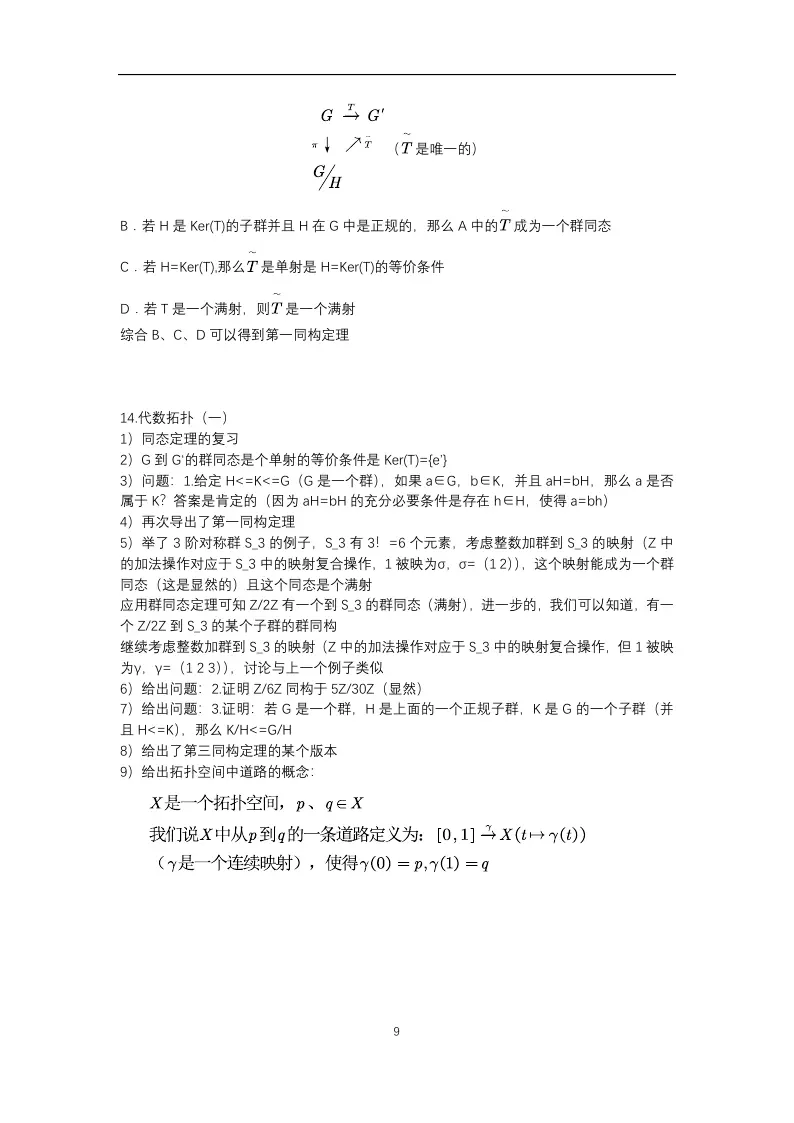 G →T G′
π ↓ ↗ T̃ （T̃ 是唯一的）
G/H
B．若 H 是 Ker(T)的子群并且 H 在 G 中是正规的，那么 A 中的T̃ 成为一个群同态
C．若 H=Ker(T),那么T̃ 是单射是 H=Ker(T)的等价条件
D．若 T 是一个满射，则T̃ 是一个满射
综合 B、C、D 可以得到第一同构定理
14.代数拓扑（一）
1）同态定理的复习
2）G 到 G'的群同态是个单射的等价条件是 Ker(T)={e'}
3）问题：1.给定 H<=K<=G（G 是一个群），如果 a∈G，b∈K，并且 aH=bH，那么 a 是否
属于 K？答案是肯定的（因为 aH=bH 的充分必要条件是存在 h∈H，使得 a=bh）
4）再次导出了第一同构定理
5）举了 3 阶对称群 S_3 的例子，S_3 有 3！=6 个元素，考虑整数加群到 S_3 的映射（Z 中
的加法操作对应于 S_3 中的映射复合操作，1 被映为σ，σ=（1 2)），这个映射能成为一个群
同态（这是显然的）且这个同态是个满射
应用群同态定理可知 Z/2Z 有一个到 S_3 的群同态（满射），进一步的，我们可以知道，有一
个 Z/2Z 到 S_3 的某个子群的群同构
继续考虑整数加群到 S_3 的映射（Z 中的加法操作对应于 S_3 中的映射复合操作，但 1 被映
为γ，γ=（1 2 3)），讨论与上一个例子类似
6）给出问题：2.证明 Z/6Z 同构于 5Z/30Z（显然）
7）给出问题：3.证明：若 G 是一个群，H 是上面的一个正规子群，K 是 G 的一个子群（并
且 H<=K），那么 K/H<=G/H
8）给出了第三同构定理的某个版本
9）给出拓扑空间中道路的概念：
X是一个拓扑空间，p、q∈X
我们说X中从p到q的一条道路定义为：[0,1] →γ X(t↦γ(t))
（γ是一个连续映射），使得γ(0)=p,γ(1)=q
9